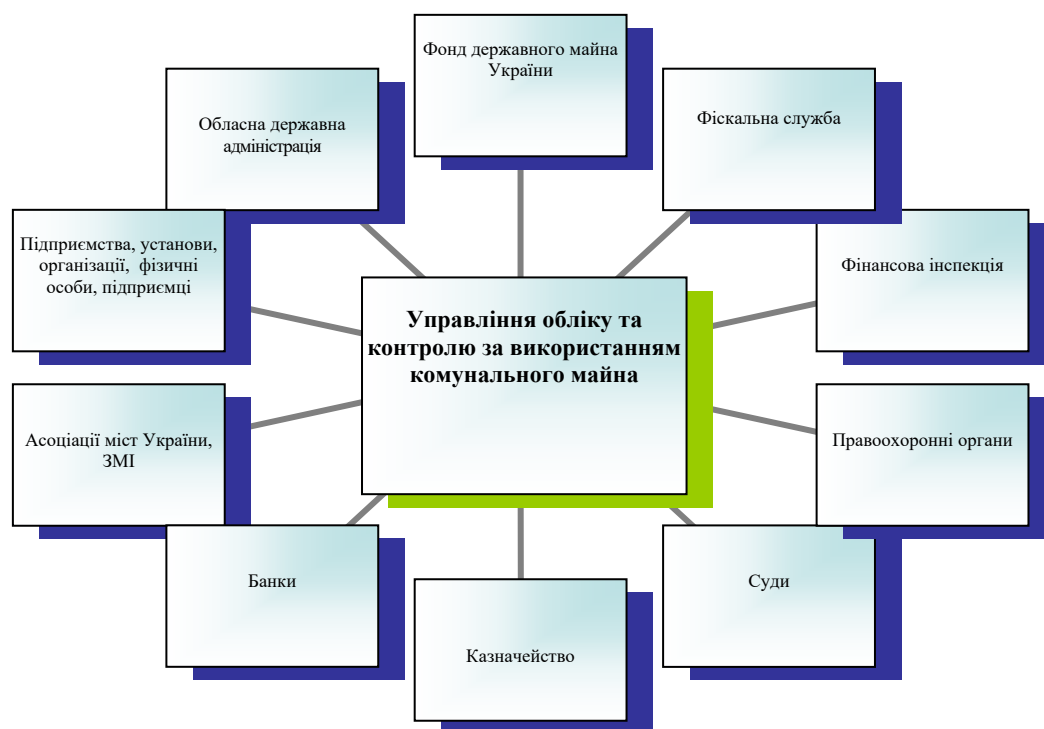 Фонд державного майна
України
Обласна державна
адміністрація
Фіскальна служба
Підприємства, установи,
організації, фізичні
особи, підприємці
Фінансова інспекція
Управління обліку та
контролю за використанням
комунального майна
Асоціації міст України,
ЗМІ
Правоохоронні органи
Банки
Суди
Казначейство